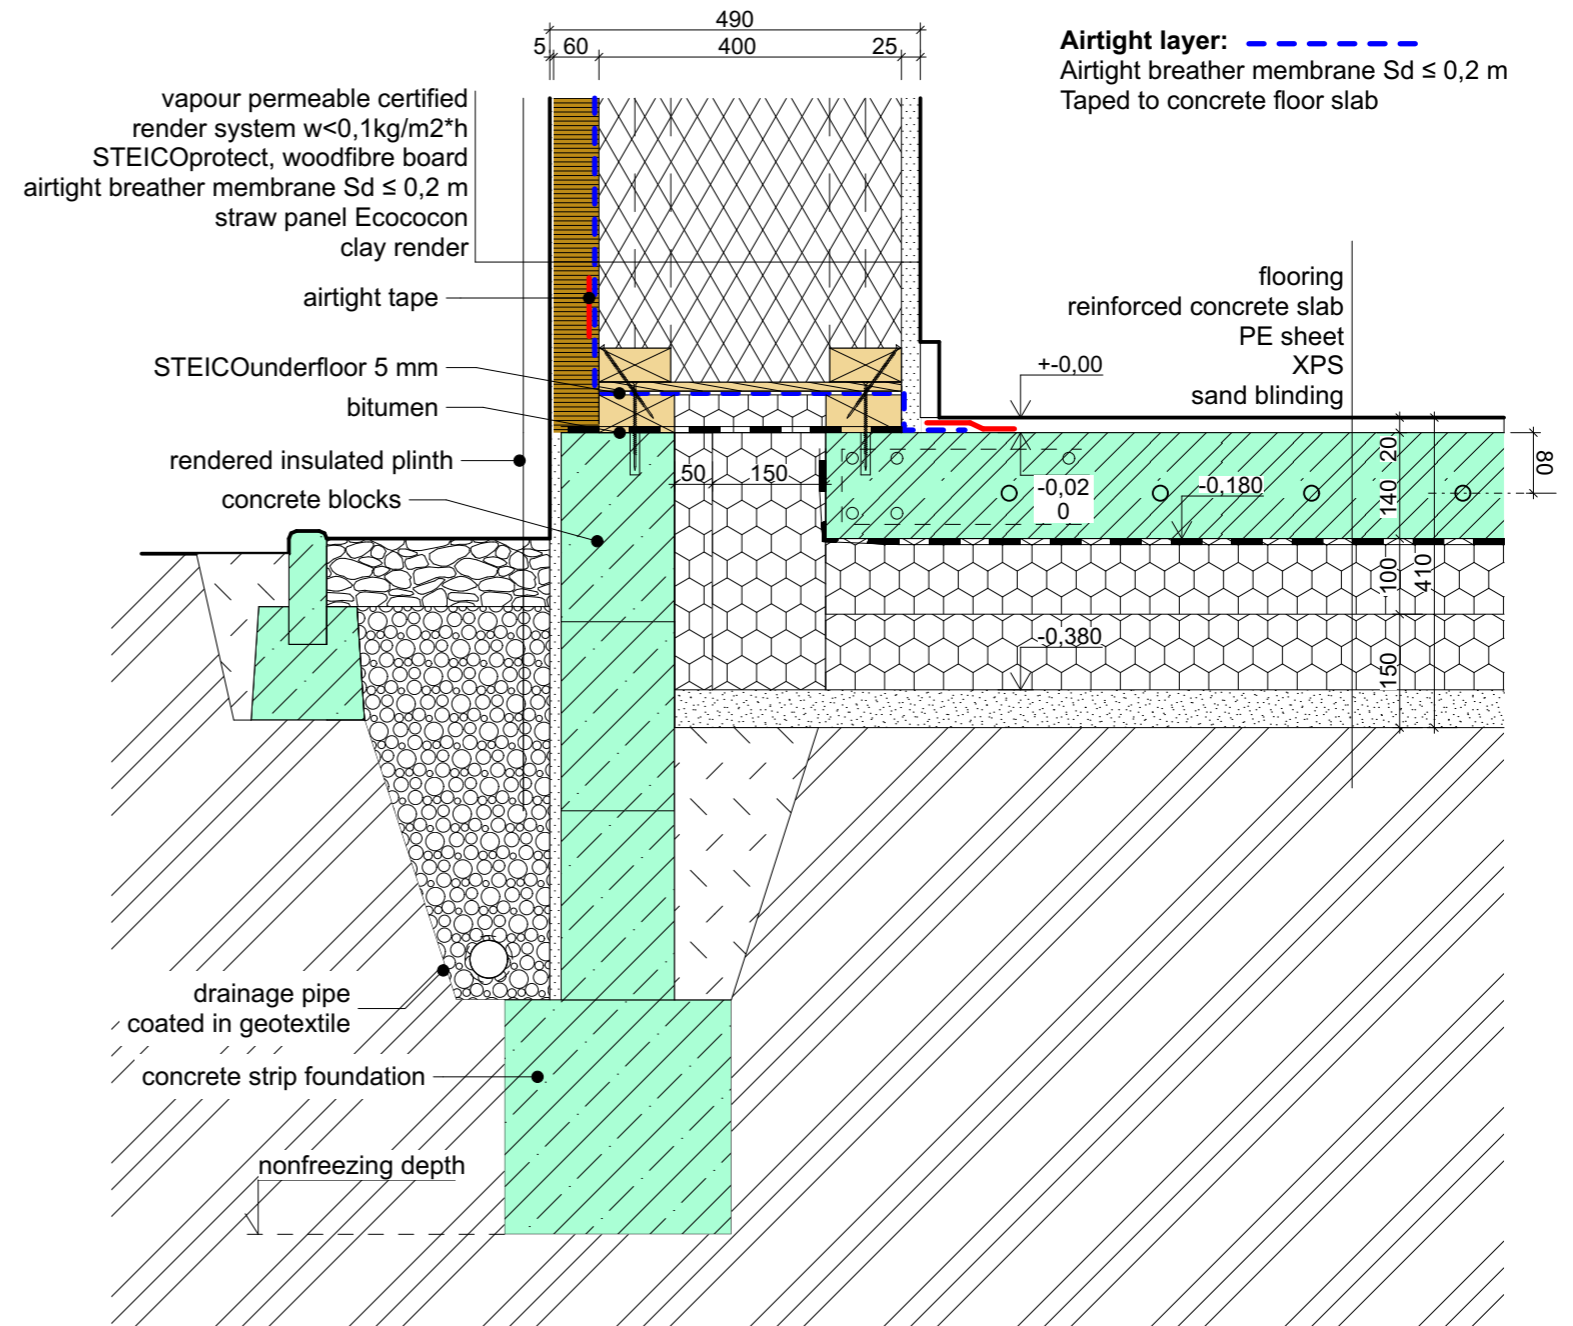 490
5 60 400 25
Airtight layer:
Airtight breather membrane Sd ≤ 0,2 m
Taped to concrete floor slab
vapour permeable certified
render system w<0,1kg/m2*h
STEICOprotect, woodfibre board
airtight breather membrane Sd ≤ 0,2 m
straw panel Ecococon
clay render
airtight tape
STEICOunderfloor 5 mm
bitumen
rendered insulated plinth
concrete blocks
flooring
reinforced concrete slab
PE sheet
XPS
sand blinding
+-0,00
50 150
-0,02
0
-0,180
-0,380
20
140
100
150
410
80
drainage pipe
coated in geotextile
concrete strip foundation
nonfreezing depth